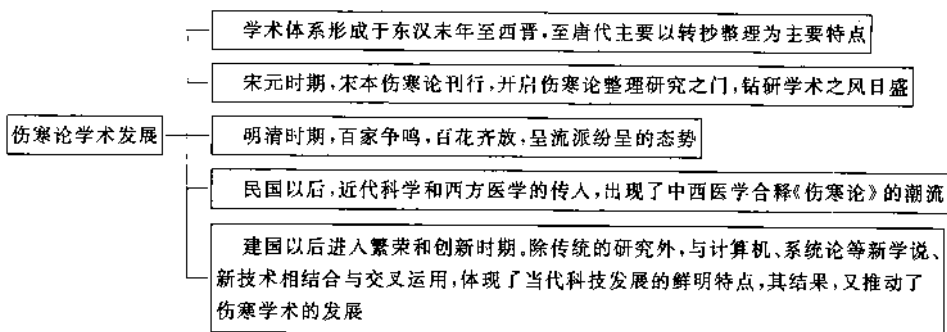 学术体系形成于东汉末年至西晋,至唐代主要以转抄整理为主要特点
宋元时期,宋本伤寒论刊行,开启伤寒论整理研究之门,钻研学术之风日盛
伤寒论学术发展
明清时期,百家争鸣,百花齐放,呈流派纷呈的态势
民国以后,近代科学和西方医学的传人,出现了中西医学合释《伤寒论》的潮流
建国以后进入繁荣和创新时期。除传统的研究外,与计算机、系统论等新学说、
新技术相结合与交叉运用,体现了当代科技发展的鲜明特点,其结果,又推动了
伤寒学术的发展